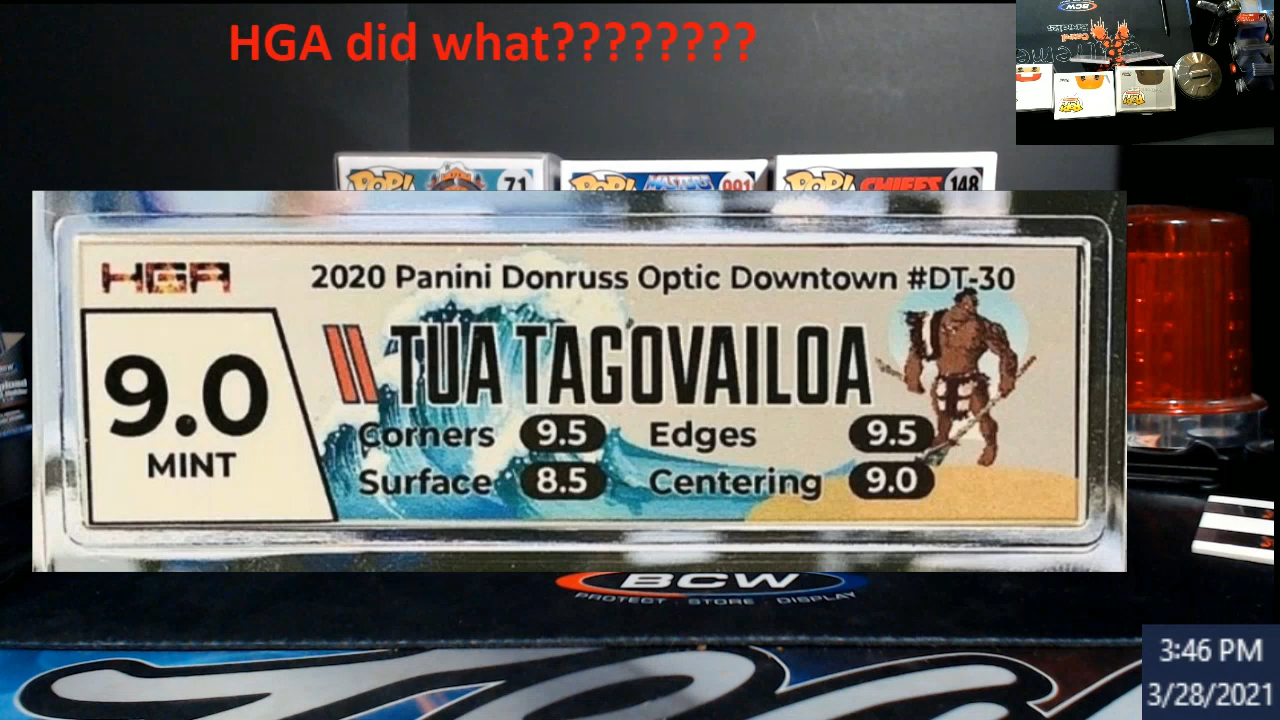 HGA did what????????
POP! 71
POP! MASTERS 991
POP! CHIEFS 148
HGA
2020 Panini Donruss Optic Downtown #DT-30
TUA TAGOVAILOA
9.0
MINT
Corners 9.5 Edges 9.5
Surface 8.5 Centering 9.0
BCW
PROTECT STORE DISPLAY
3:46 PM
3/28/2021